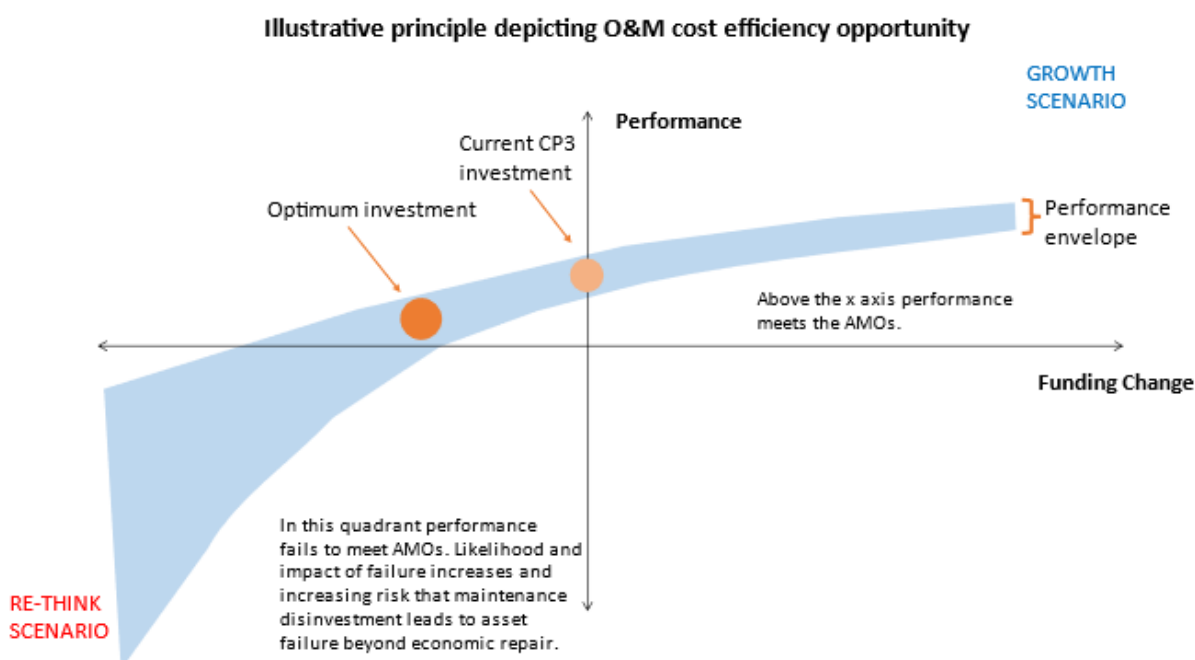 Illustrative principle depicting O&M cost efficiency opportunity
GROWTH
SCENARIO
Performance
Current CP3
investment
Optimum investment
Performance
envelope
Above the x axis performance
meets the AMOs.
Funding Change
In this quadrant performance
fails to meet AMOs. Likelihood and
impact of failure increases and
increasing risk that maintenance
disinvestment leads to asset
failure beyond economic repair.
RE-THINK
SCENARIO